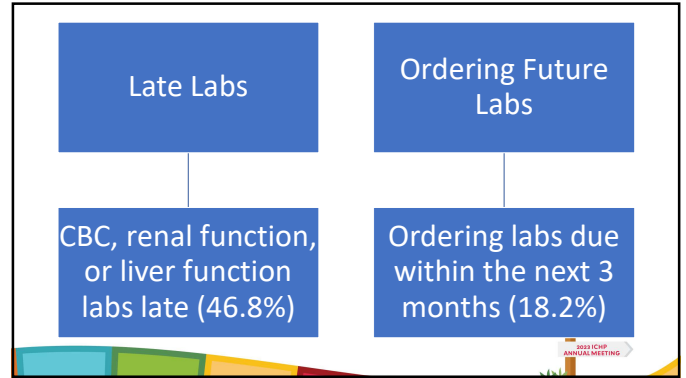 Late Labs
Ordering Future
Labs
CBC, renal function,
or liver function
labs late (46.8%)
Ordering labs due
within the next 3
months (18.2%)
2023 ICHP
ANNUAL MEETING